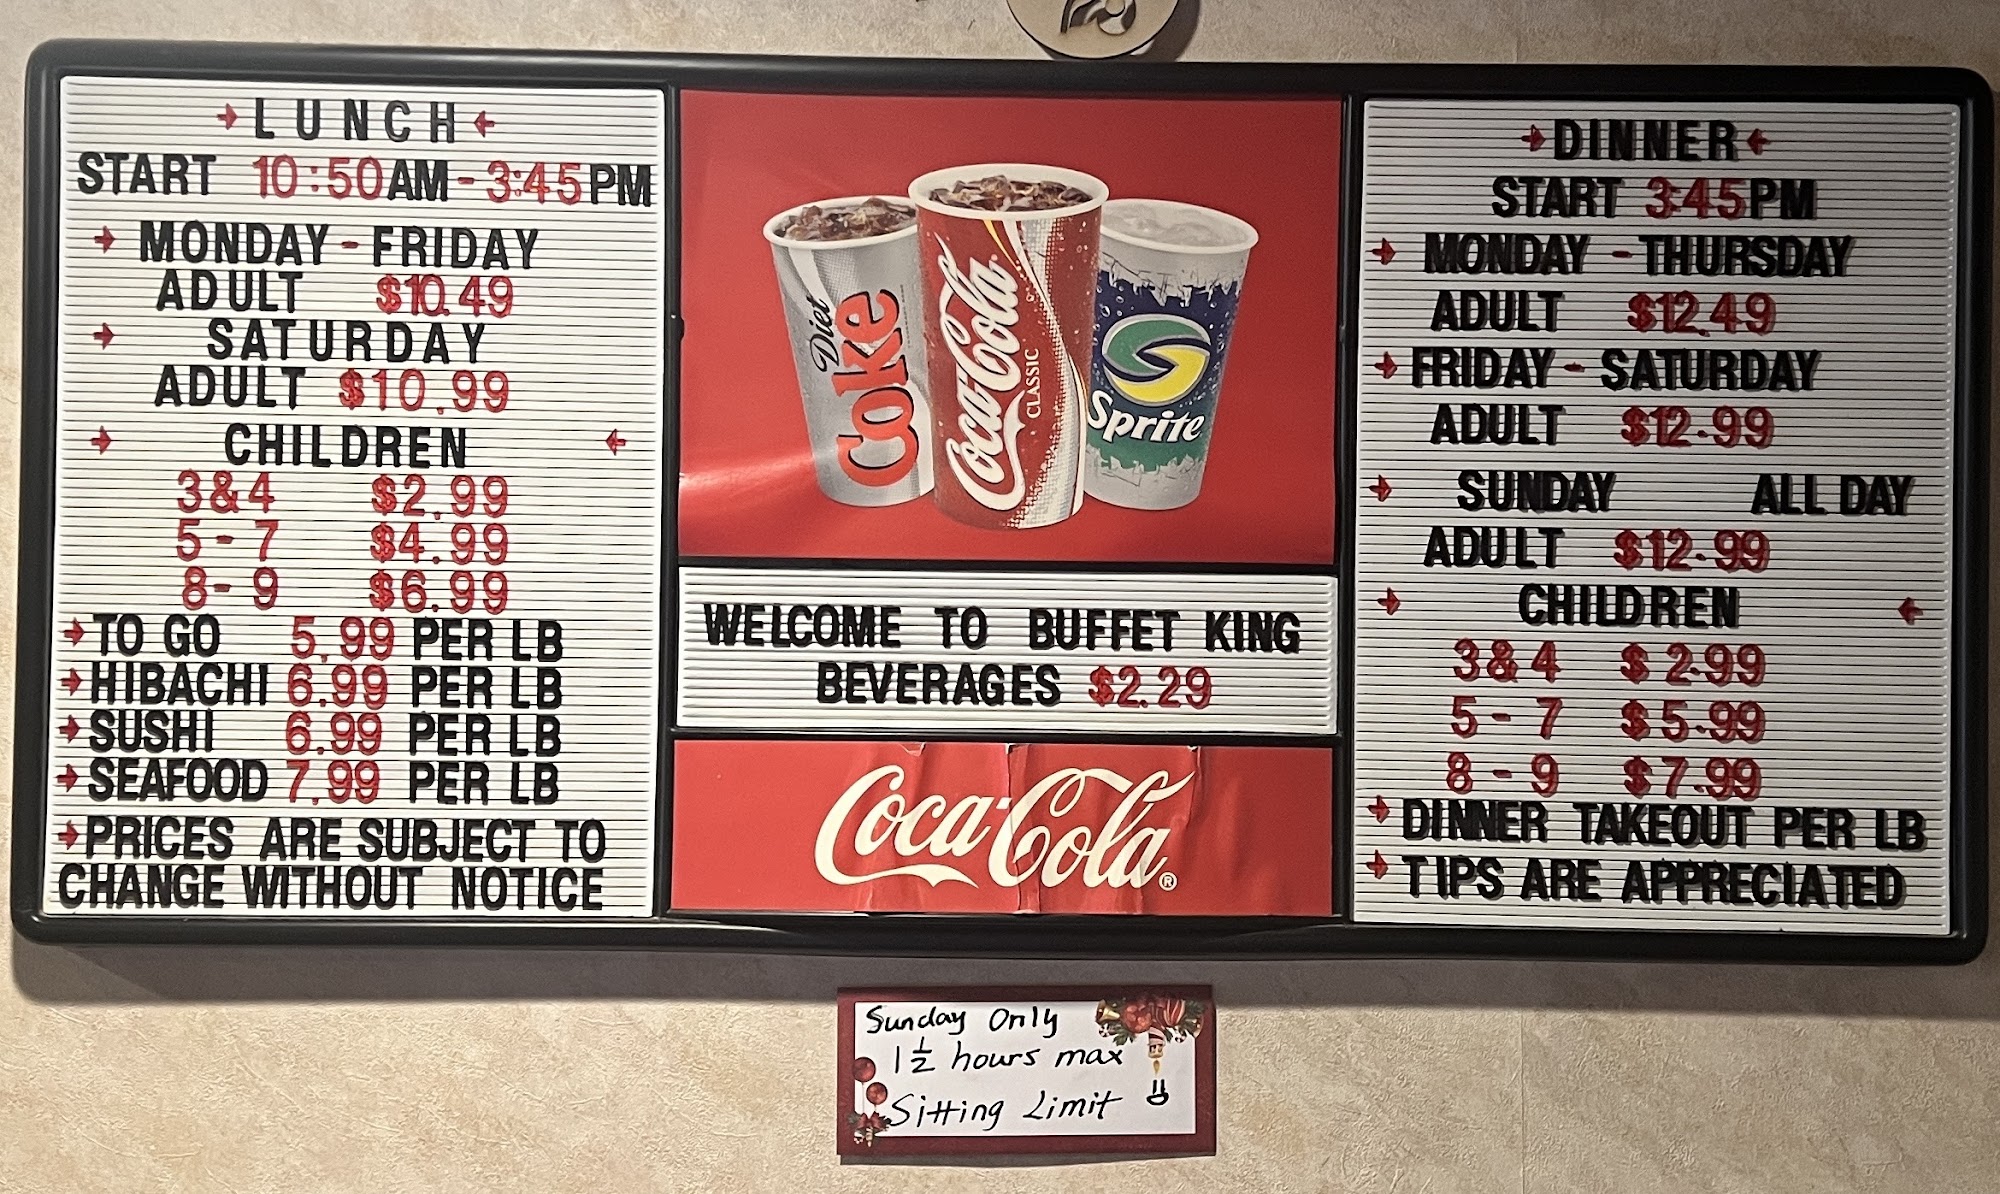 LUNCH
START 10:50AM-3:45PM
MONDAY-FRIDAY
ADULT $10.49
SATURDAY
ADULT $10.99
CHILDREN
3&4 $2.99
5-7 $4.99
8-9 $6.99
TO GO 5.99 PER LB
HIBACHI 6.99 PER LB
SUSHI 6.99 PER LB
SEAFOOD 7.99 PER LB
PRICES ARE SUBJECT TO
CHANGE WITHOUT NOTICE
Diet Coke
Coca-Cola
CLASSIC
Sprite
WELCOME TO BUFFET KING
BEVERAGES $2.29
Coca-Cola®
DINNER
START 3:45PM
MONDAY-THURSDAY
ADULT $12.49
FRIDAY-SATURDAY
ADULT $12.99
SUNDAY ALL DAY
ADULT $12.99
CHILDREN
3&4 $2.99
5-7 $5.99
8-9 $7.99
DINNER TAKEOUT PER LB
TIPS ARE APPRECIATED
Sunday Only
1½ hours max
Sitting Limit